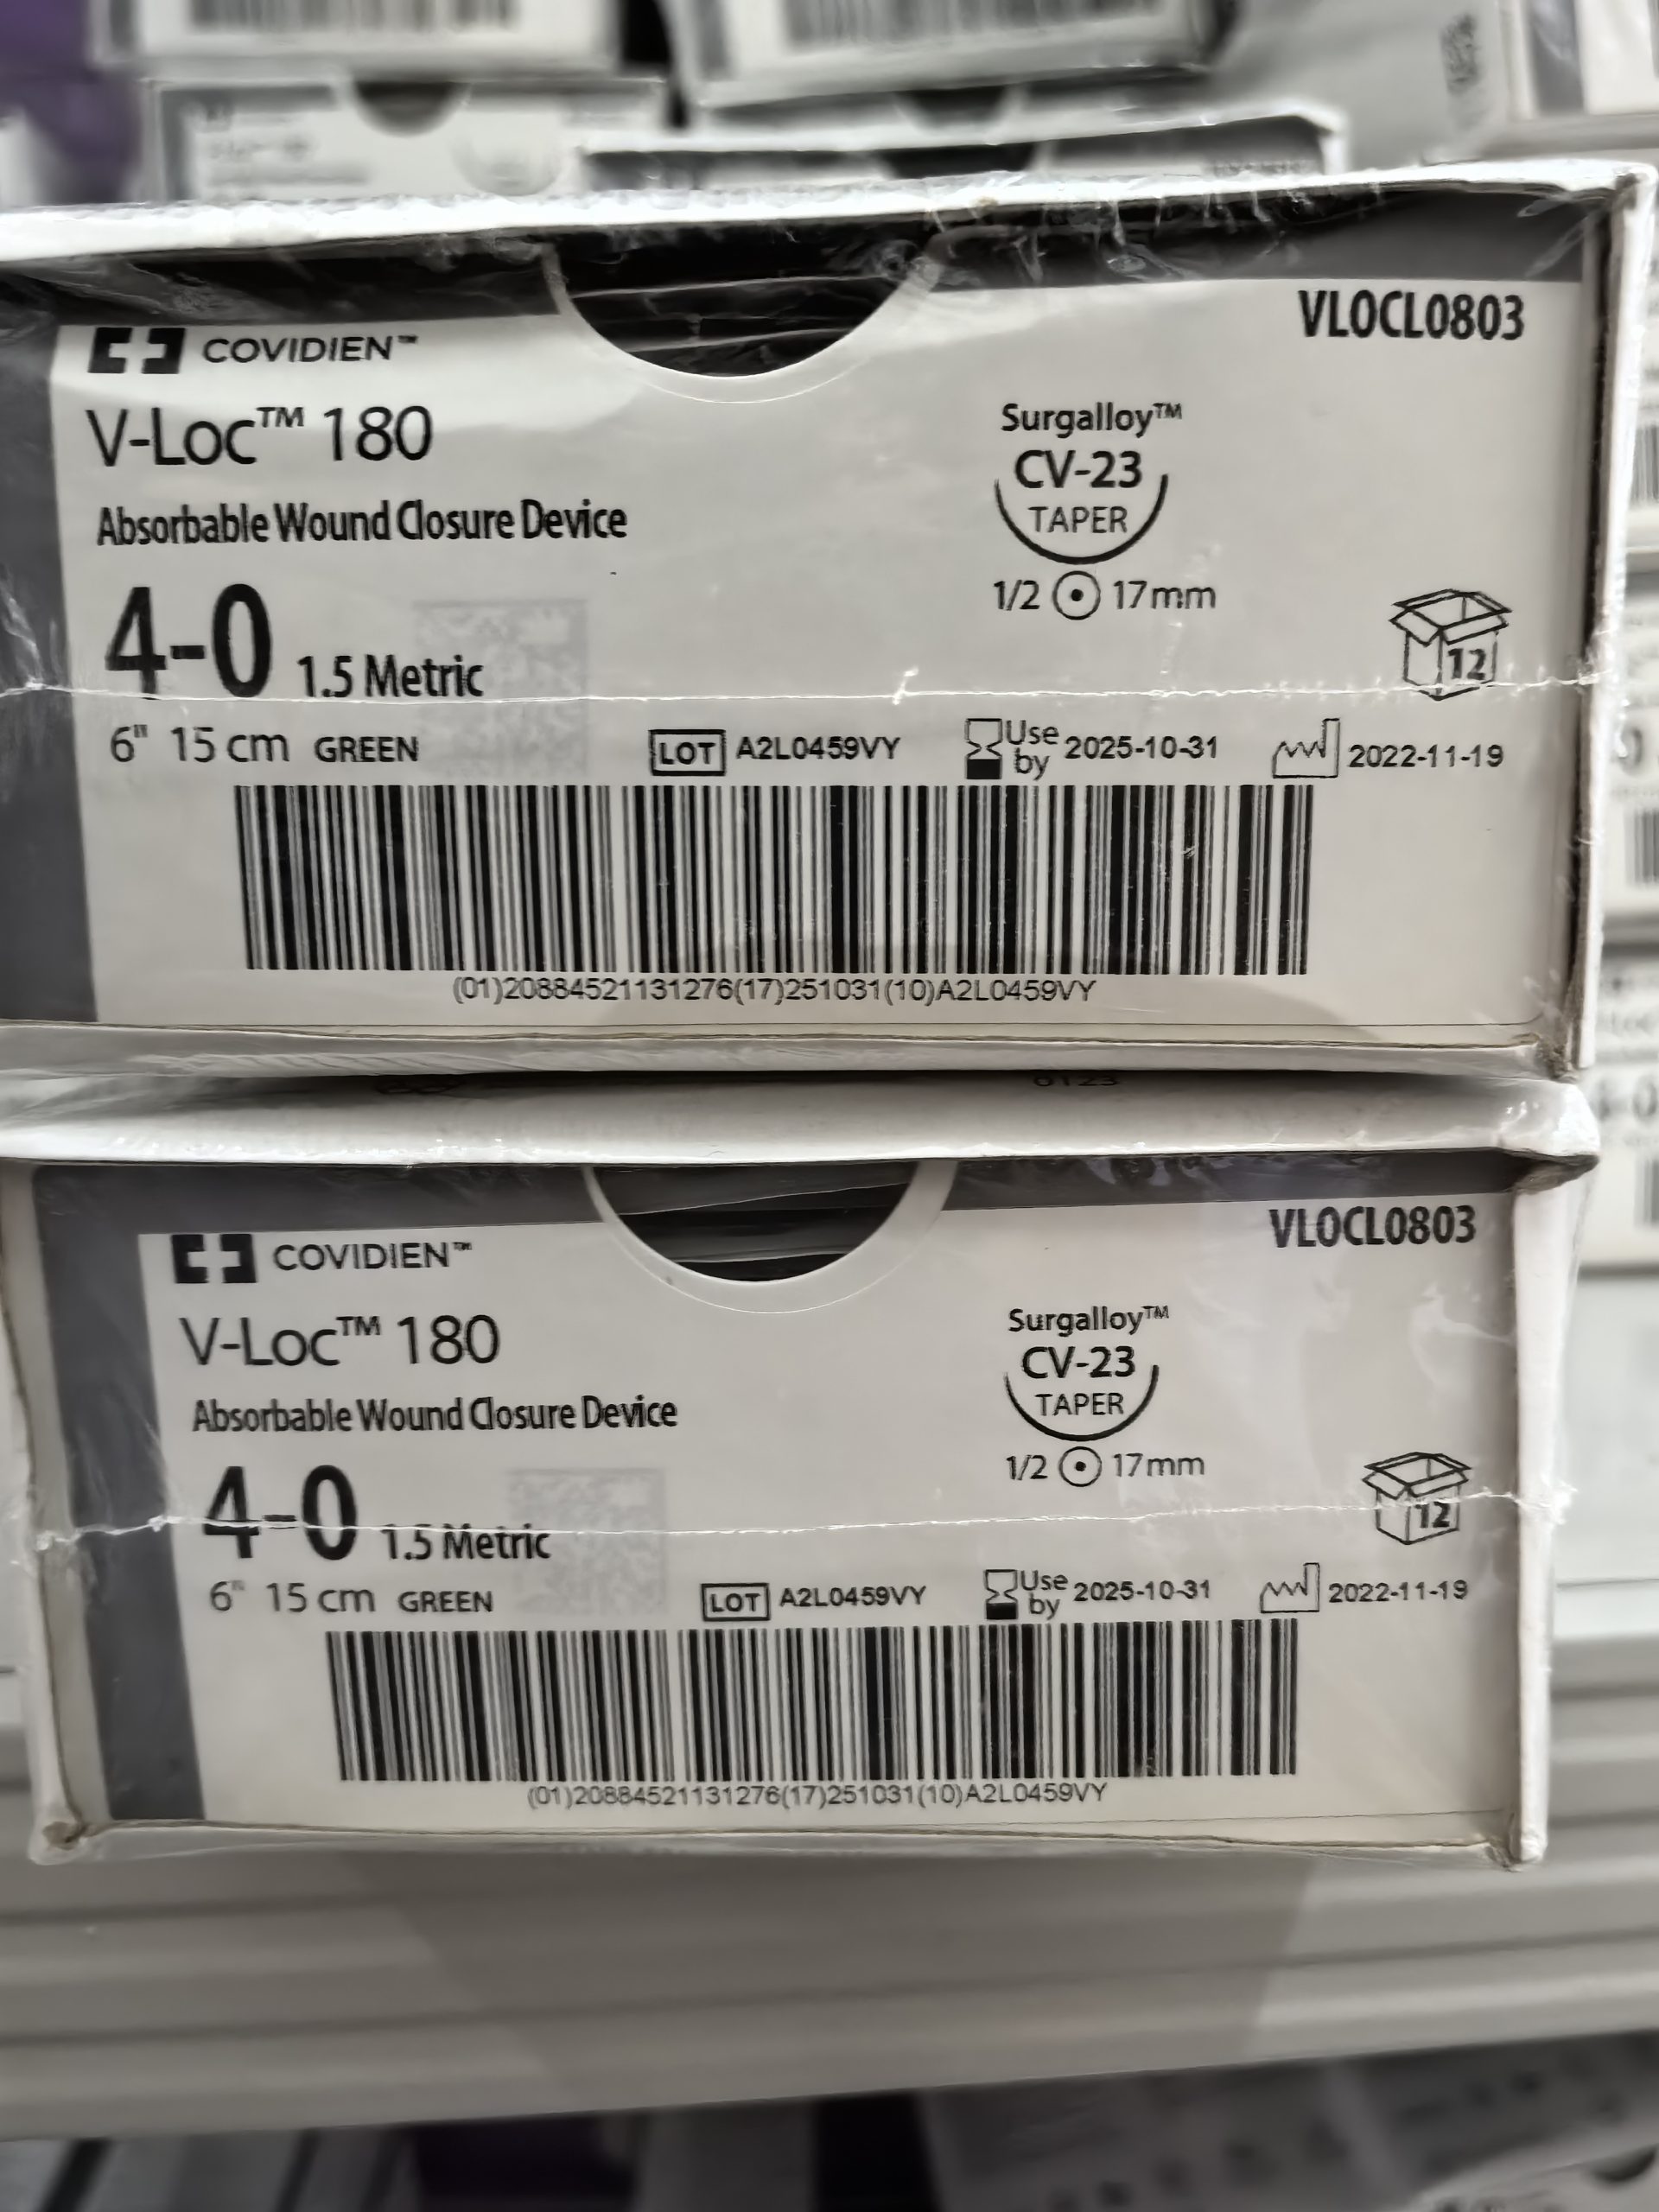 VLOCL0803
COVIDIEN™
V-Loc™ 180
Absorbable Wound Closure Device
Surgalloy™
CV-23
TAPER
1/2 17mm
4-0 1.5 Metric
12
6" 15 cm GREEN
LOT A2L0459VY
Use by 2025-10-31
2022-11-19
(01)20884521131276(17)251031(10)A2L0459VY
0123
VLOCL0803
COVIDIEN™
V-Loc™ 180
Absorbable Wound Closure Device
Surgalloy™
CV-23
TAPER
1/2 17mm
4-0 1.5 Metric
12
6" 15 cm GREEN
LOT A2L0459VY
Use by 2025-10-31
2022-11-19
(01)20884521131276(17)251031(10)A2L0459VY